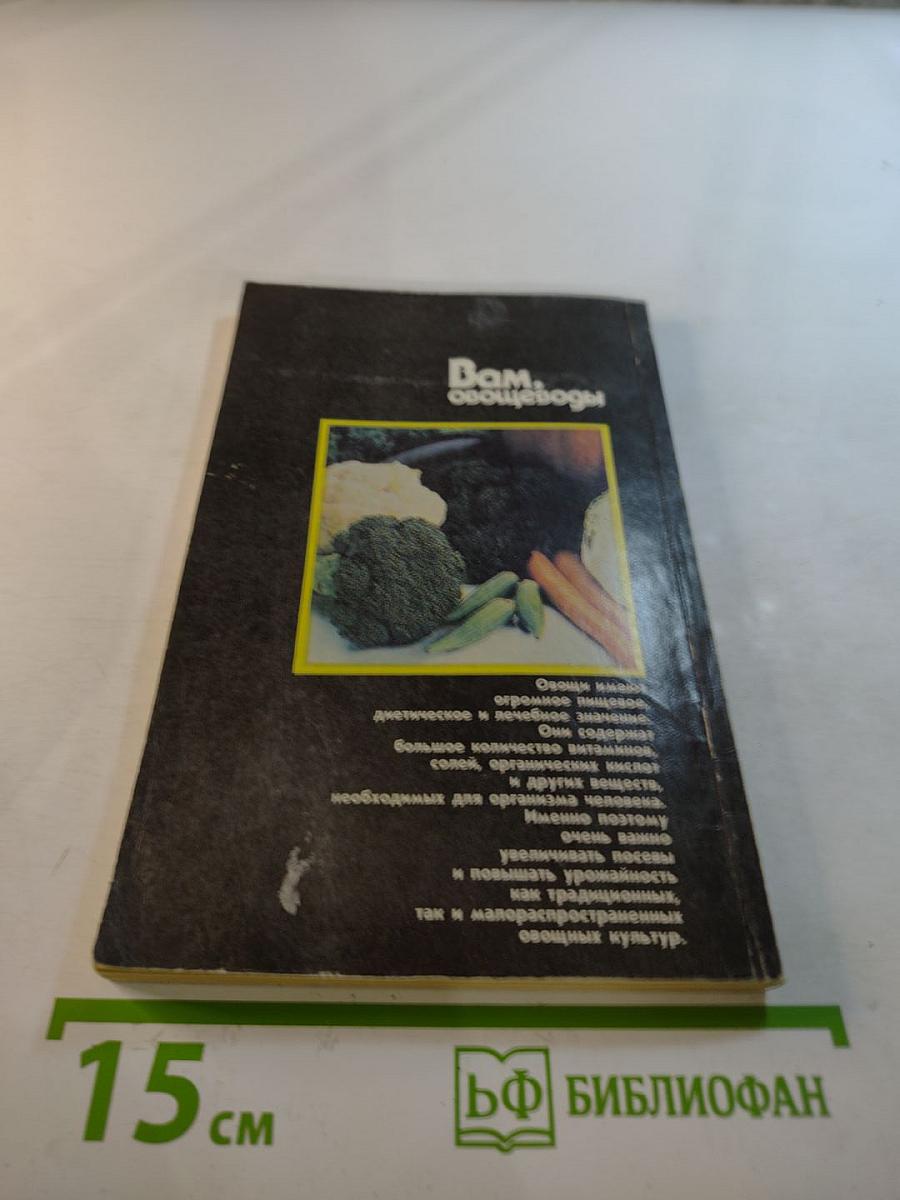 Вам,
овощеводы
Овощи имеют
огромное пищевое,
диетическое и лечебное значение.
Они содержат
большое количество витаминов,
солей, органических кислот
и других веществ,
необходимых для организма человека.
Именно поэтому
очень важно
увеличивать посевы
и повышать урожайность
как традиционных,
так и малораспространенных
овощных культур.
15 см
ЬФ БИБЛИОФАН